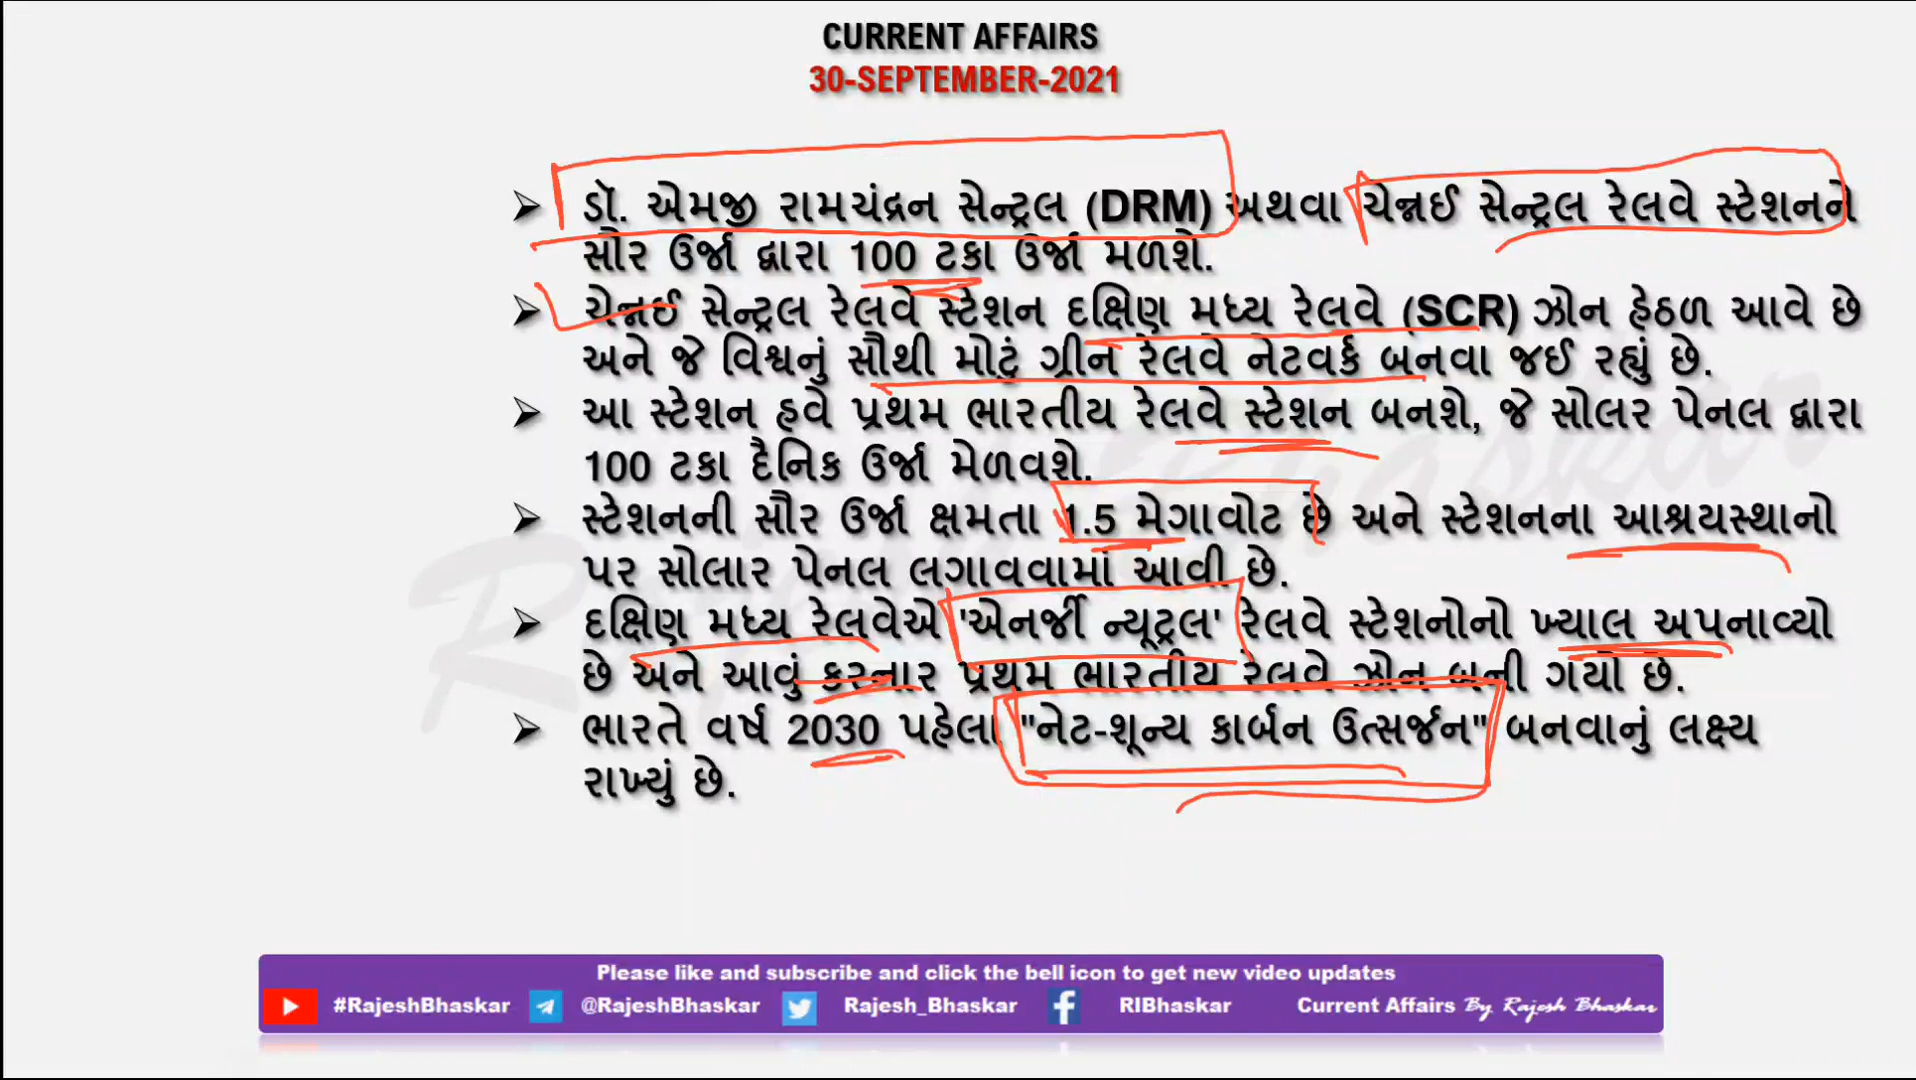 CURRENT AFFAIRS
30-SEPTEMBER-2021
➢ ડૉ. એમજી રામચંદ્રન સેન્ટ્રલ (DRM) અથવા ચેન્નઈ સેન્ટ્રલ રેલવે સ્ટેશનને
સૌર ઉર્જા દ્વારા 100 ટકા ઉર્જા મળશે.
➢ ચેન્નઈ સેન્ટ્રલ રેલવે સ્ટેશન દક્ષિણ મધ્ય રેલવે (SCR) ઝોન હેઠળ આવે છે
અને જે વિશ્વનું સૌથી મોટું ગ્રીન રેલવે નેટવર્ક બનવા જઈ રહ્યું છે.
➢ આ સ્ટેશન હવે પ્રથમ ભારતીય રેલવે સ્ટેશન બનશે, જે સોલર પેનલ દ્વારા
100 ટકા દૈનિક ઉર્જા મેળવશે.
➢ સ્ટેશનની સૌર ઉર્જા ક્ષમતા 1.5 મેગાવોટ છે અને સ્ટેશનના આશ્રયસ્થાનો
પર સોલાર પેનલ લગાવવામાં આવી છે.
➢ દક્ષિણ મધ્ય રેલવેએ 'એનર્જી ન્યૂટ્રલ' રેલવે સ્ટેશનોનો ખ્યાલ અપનાવ્યો
છે અને આવું કરનાર પ્રથમ ભારતીય રેલવે ઝોન બની ગયો છે.
➢ ભારતે વર્ષ 2030 પહેલા "નેટ-શૂન્ય કાર્બન ઉત્સર્જન" બનવાનું લક્ષ્ય
રાખ્યું છે.
Please like and subscribe and click the bell icon to get new video updates
#RajeshBhaskar @RajeshBhaskar Rajesh_Bhaskar RIBhaskar Current Affairs By Rajesh Bhaskar